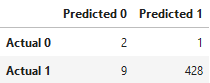 Predicted 0 Predicted 1
Actual 0 2 1
Actual 1 9 428